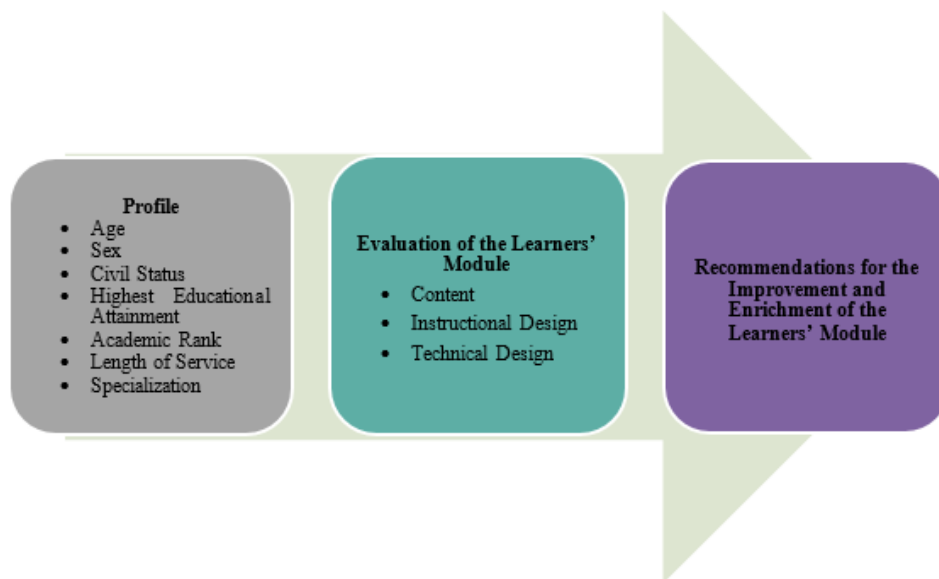 Profile
• Age
• Sex
• Civil Status
• Highest Educational
Attainment
• Academic Rank
• Length of Service
• Specialization
Evaluation of the Learners’
Module
• Content
• Instructional Design
• Technical Design
Recommendations for the
Improvement and
Enrichment of the
Learners’ Module